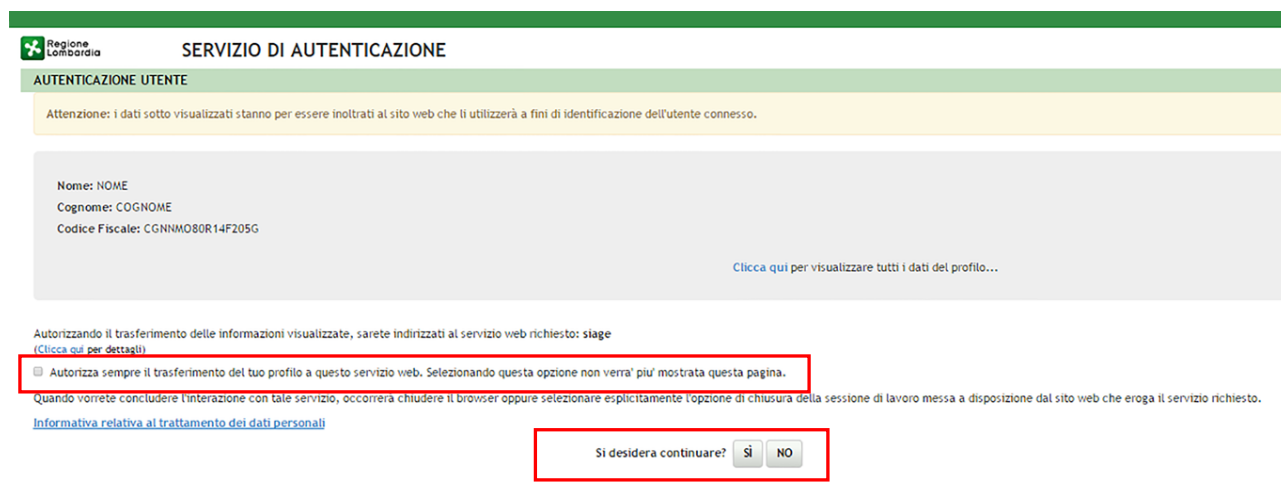 Regione
Lombardia
SERVIZIO DI AUTENTICAZIONE
AUTENTICAZIONE UTENTE
Attenzione: i dati sotto visualizzati stanno per essere inoltrati al sito web che li utilizzerà a fini di identificazione dell'utente connesso.
Nome: NOME
Cognome: COGNOME
Codice Fiscale: CGNNMO80R14F205G
Clicca qui per visualizzare tutti i dati del profilo...
Autorizzando il trasferimento delle informazioni visualizzate, sarete indirizzati al servizio web richiesto: siage
(Clicca qui per dettagli)
Autorizza sempre il trasferimento del tuo profilo a questo servizio web. Selezionando questa opzione non verra' piu' mostrata questa pagina.
Quando vorrete concludere l'interazione con tale servizio, occorrerà chiudere il browser oppure selezionare esplicitamente l'opzione di chiusura della sessione di lavoro messa a disposizione dal sito web che eroga il servizio richiesto.
Informativa relativa al trattamento dei dati personali
Si desidera continuare? SÌ NO